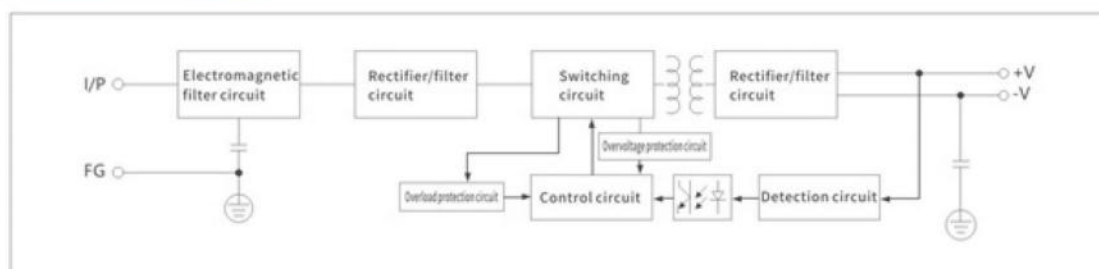 I/P
Electromagnetic
filter circuit
Rectifier/filter
circuit
Switching
circuit
Rectifier/filter
circuit
+V
-V
Overvoltage protection circuit
FG
Overload protection circuit
Control circuit
Detection circuit